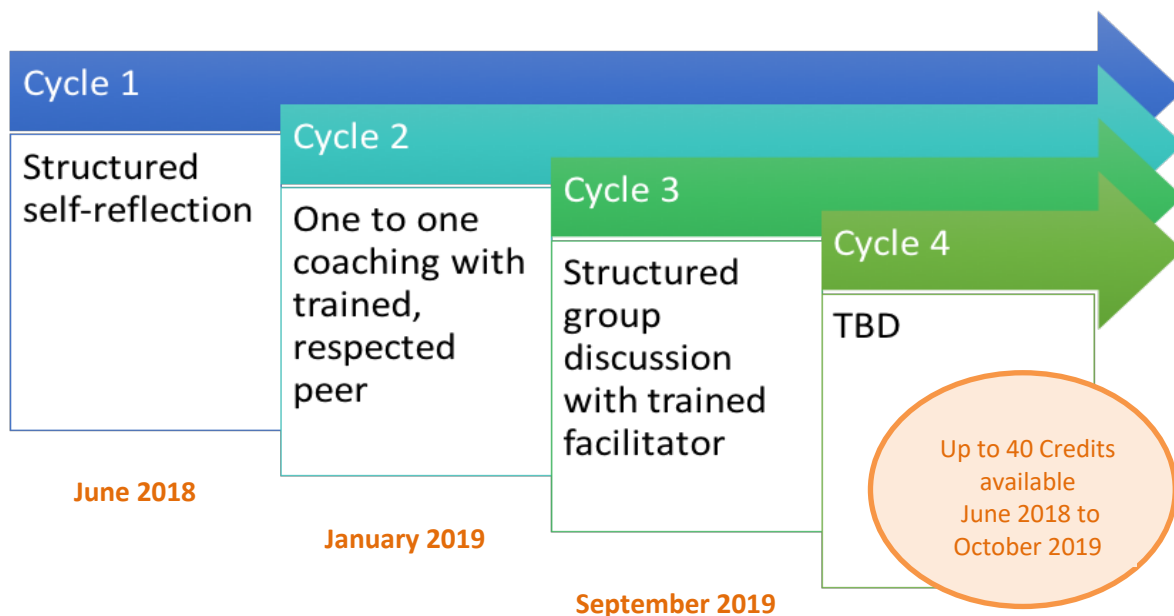 Cycle 1
Structured
self-reflection
June 2018
Cycle 2
One to one
coaching with
trained,
respected
peer
January 2019
Cycle 3
Structured
group
discussion
with trained
facilitator
September 2019
Cycle 4
TBD
Up to 40 Credits
available
June 2018 to
October 2019